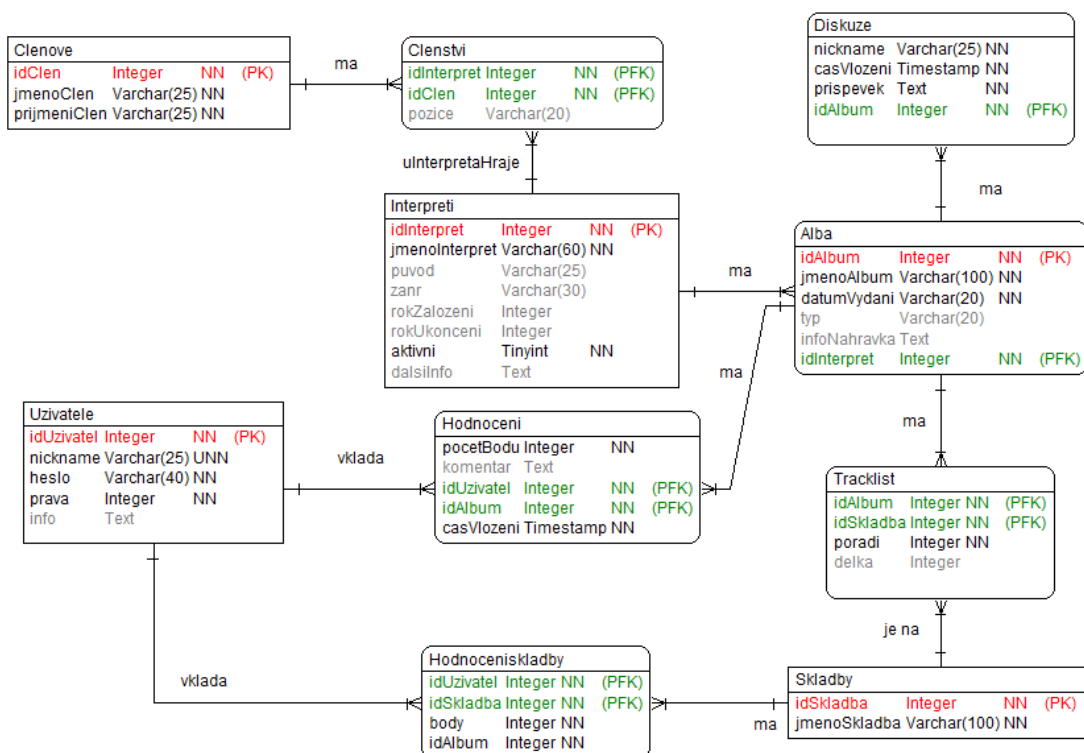 Clenove
idClen Integer NN (PK)
jmenoClen Varchar(25) NN
prijmeniClen Varchar(25) NN
ma
Clenstvi
idInterpret Integer NN (PFK)
idClen Integer NN (PFK)
pozice Varchar(20)
Diskuze
nickname Varchar(25) NN
casVlozeni Timestamp NN
prispevek Text NN
idAlbum Integer NN (PFK)
uInterpretaHraje
ma
Interpreti
idInterpret Integer NN (PK)
jmenoInterpret Varchar(60) NN
puvod Varchar(25)
zanr Varchar(30)
rokZalozeni Integer
rokUkonceni Integer
aktivni Tinyint NN
dalsiInfo Text
ma
Alba
idAlbum Integer NN (PK)
jmenoAlbum Varchar(100) NN
datumVydani Varchar(20) NN
typ Varchar(20)
infoNahravka Text
idInterpret Integer NN (PFK)
ma
ma
Uzivatele
idUzivatel Integer NN (PK)
nickname Varchar(25) UNN
heslo Varchar(40) NN
prava Integer NN
info Text
vklada
Hodnoceni
pocetBodu Integer NN
komentar Text
idUzivatel Integer NN (PFK)
idAlbum Integer NN (PFK)
casVlozeni Timestamp NN
Tracklist
idAlbum Integer NN (PFK)
idSkladba Integer NN (PFK)
poradi Integer NN
delka Integer
je na
vklada
Hodnoceniskladby
idUzivatel Integer NN (PFK)
idSkladba Integer NN (PFK)
body Integer NN
idAlbum Integer NN
ma
Skladby
idSkladba Integer NN (PK)
jmenoSkladba Varchar(100) NN